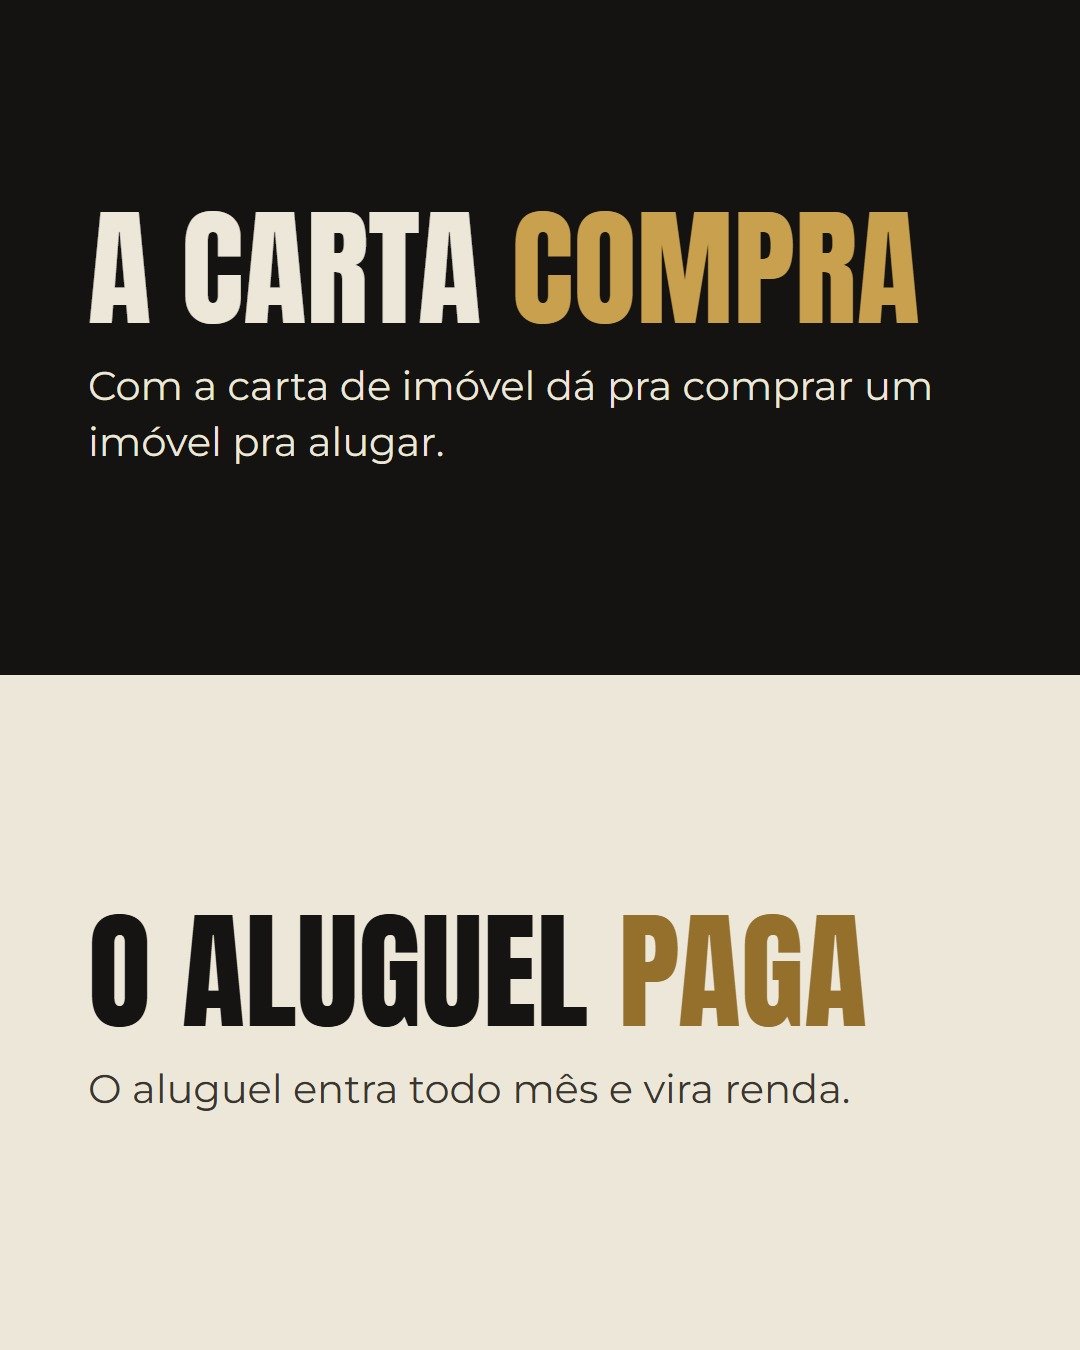 A CARTA COMPRA
Com a carta de imóvel dá pra comprar um
imóvel pra alugar.
O ALUGUEL PAGA
O aluguel entra todo mês e vira renda.